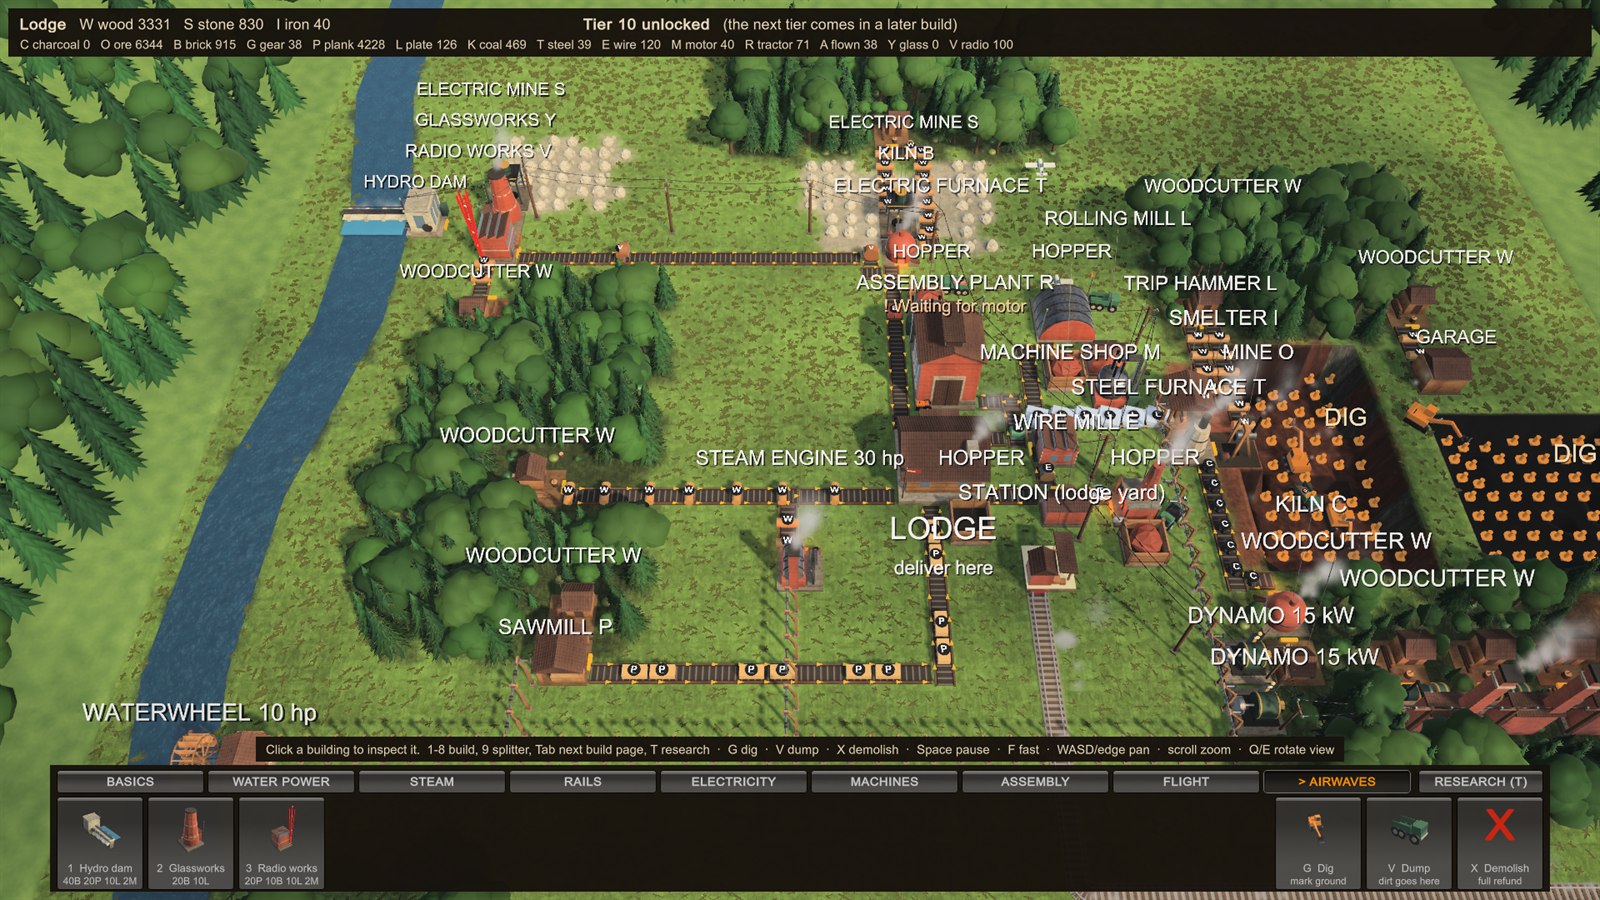 Lodge W wood 3331 S stone 830 I iron 40
Tier 10 unlocked (the next tier comes in a later build)
C charcoal 0 O ore 6344 B brick 915 G gear 38 P plank 4228 L plate 126 K coal 469 T steel 39 E wire 120 M motor 40 R tractor 71 A flown 38 Y glass 0 V radio 100
ELECTRIC MINE S
GLASSWORKS Y
RADIO WORKS V
HYDRO DAM
ELECTRIC MINE S
KILN B
ELECTRIC FURNACE T
WOODCUTTER W
ROLLING MILL L
HOPPER
HOPPER
WOODCUTTER W
WOODCUTTER W
ASSEMBLY PLANT R
! Waiting for motor
TRIP HAMMER L
SMELTER I
GARAGE
MACHINE SHOP M
MINE O
STEEL FURNACE T
WIRE MILL E
DIG
DIG
WOODCUTTER W
STEAM ENGINE 30 hp
HOPPER
HOPPER
STATION (lodge yard)
KILN C
LODGE
deliver here
WOODCUTTER W
WOODCUTTER W
WOODCUTTER W
SAWMILL P
DYNAMO 15 kW
DYNAMO 15 kW
WATERWHEEL 10 hp
Click a building to inspect it. 1-8 build, 9 splitter, Tab next build page, T research · G dig · V dump · X demolish · Space pause · F fast · WASD/edge pan · scroll zoom · Q/E rotate view
BASICS
WATER POWER
STEAM
RAILS
ELECTRICITY
MACHINES
ASSEMBLY
FLIGHT
> AIRWAVES
RESEARCH (T)
1 Hydro dam
40B 20P 10L 2M
2 Glassworks
20B 10L
3 Radio works
20P 10B 10L 2M
G Dig
mark ground
V Dump
dirt goes here
X Demolish
full refund